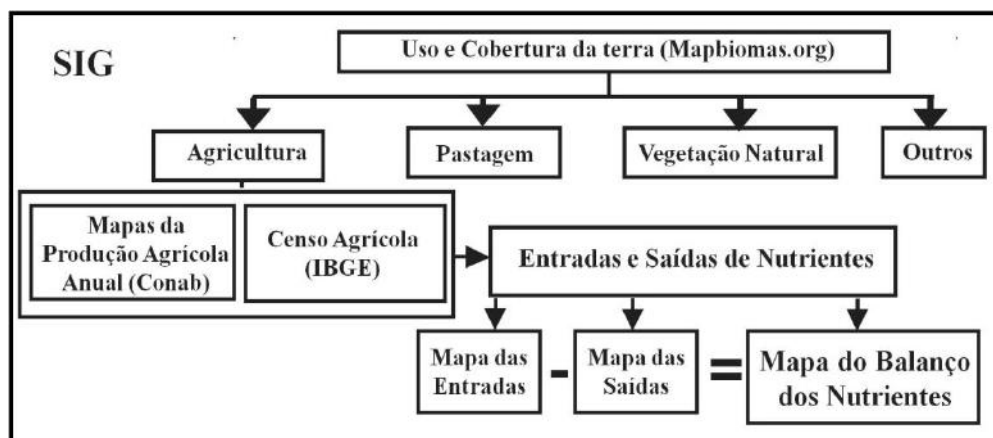 SIG
Uso e Cobertura da terra (Mapbiomas.org)
Agricultura
Pastagem
Vegetação Natural
Outros
Mapas da
Produção Agrícola
Anual (Conab)
Censo Agrícola
(IBGE)
Entradas e Saídas de Nutrientes
Mapa das
Entradas
-
Mapa das
Saídas
=
Mapa do Balanço
dos Nutrientes